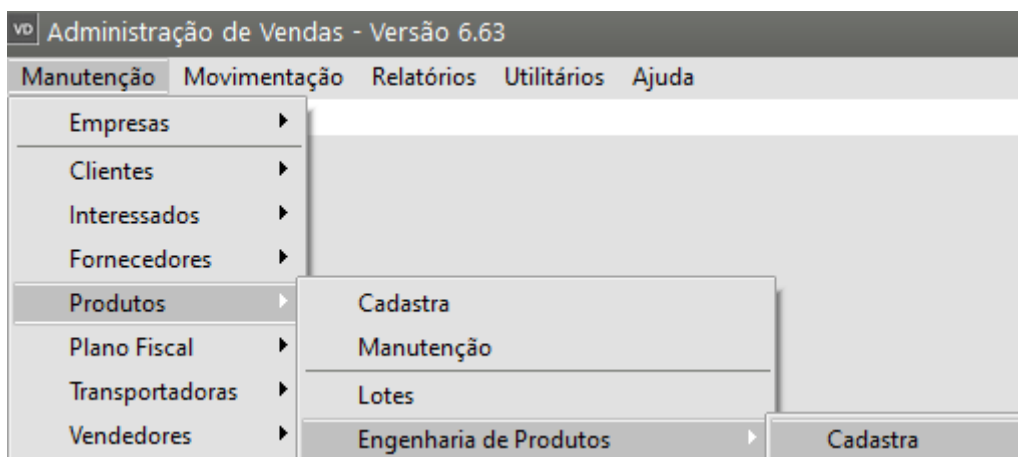 VD Administração de Vendas - Versão 6.63
Manutenção Movimentação Relatórios Utilitários Ajuda
Empresas
Clientes
Interessados
Fornecedores
Produtos
Cadastra
Plano Fiscal
Manutenção
Transportadoras
Lotes
Vendedores
Engenharia de Produtos
Cadastra